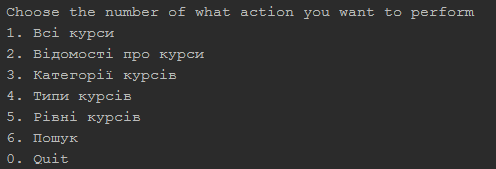 Choose the number of what action you want to perform
1. Всі курси
2. Відомості про курси
3. Категорії курсів
4. Типи курсів
5. Рівні курсів
6. Пошук
0. Quit